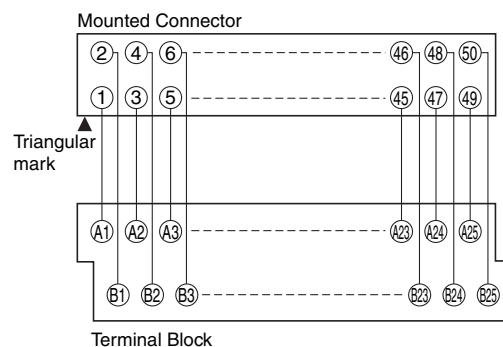 Mounted Connector
2 4 6 46 48 50
1 3 5 45 47 49
Triangular
mark
A1 A2 A3 A23 A24 A25
B1 B2 B3 B23 B24 B25
Terminal Block